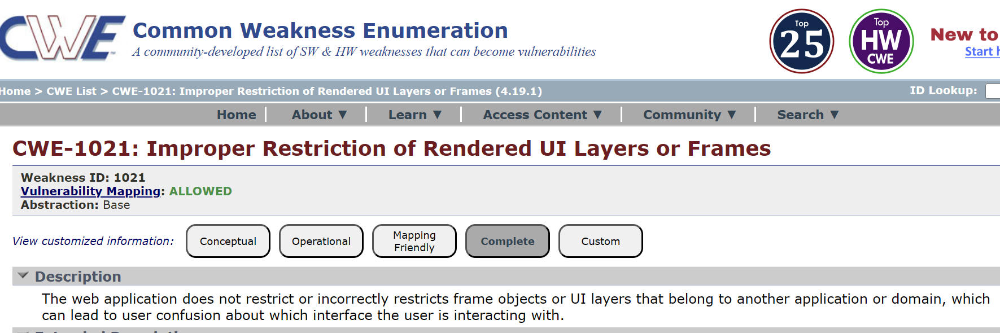 CWE
Common Weakness Enumeration
A community-developed list of SW & HW weaknesses that can become vulnerabilities
Top
25
Top
HW
CWE
New to
Start
Home > CWE List > CWE-1021: Improper Restriction of Rendered UI Layers or Frames (4.19.1)
ID Lookup:
Home
About ▼
Learn ▼
Access Content ▼
Community ▼
Search ▼
CWE-1021: Improper Restriction of Rendered UI Layers or Frames
Weakness ID: 1021
Vulnerability Mapping: ALLOWED
Abstraction: Base
View customized information:
Conceptual
Operational
Mapping
Friendly
Complete
Custom
Description
The web application does not restrict or incorrectly restricts frame objects or UI layers that belong to another application or domain, which
can lead to user confusion about which interface the user is interacting with.